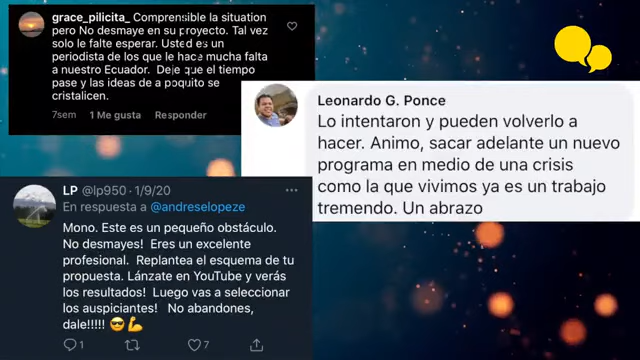 grace_pilicita_ Comprensible la situation
pero No desmaye en su proyecto. Tal vez
solo le falte esperar. Usted es un
periodista de los que le hace mucha falta
a nuestro Ecuador.  Deje que el tiempo
pase y las ideas de a poquito se
cristalicen.
7sem 1 Me gusta Responder
Leonardo G. Ponce
Lo intentaron y pueden volverlo a
hacer. Animo, sacar adelante un nuevo
programa en medio de una crisis
como la que vivimos ya es un trabajo
tremendo. Un abrazo
LP @lp950 · 1/9/20
En respuesta a @andreselopeze
Mono. Este es un pequeño obstáculo.
No desmayes!  Eres un excelente
profesional.  Replantea el esquema de tu
propuesta. Lánzate en YouTube y verás
los resultados!  Luego vas a seleccionar
los auspiciantes!   No abandones,
dale!!!!! 😎💪
1 7